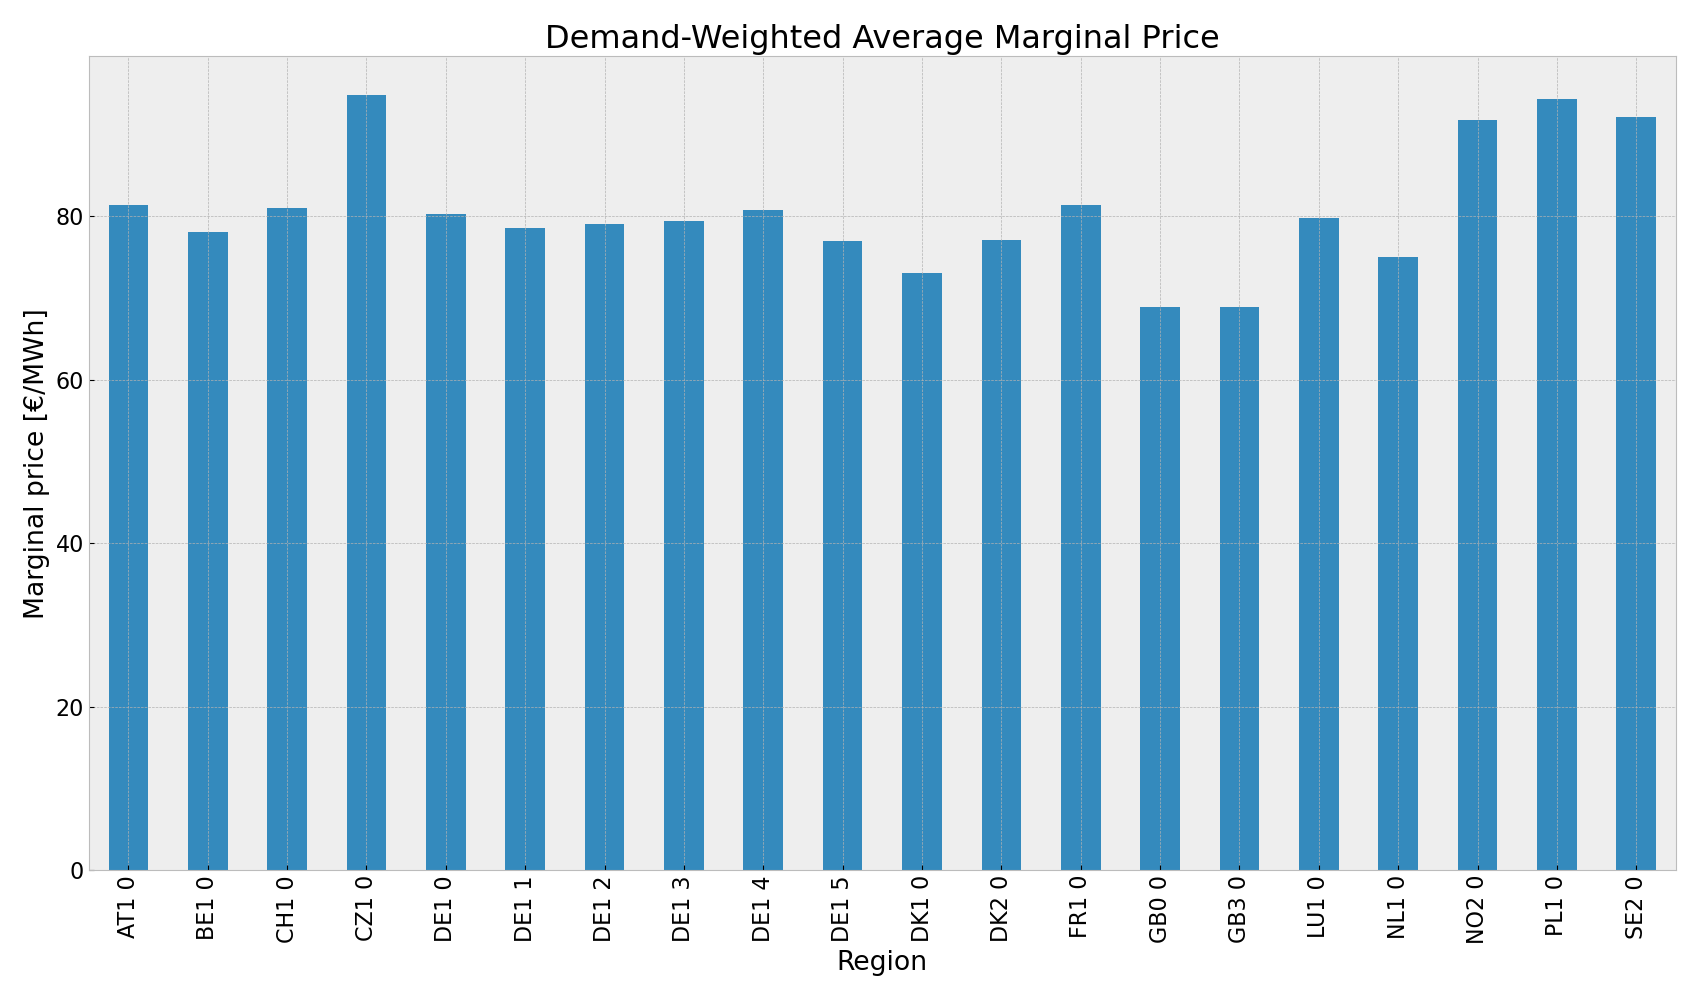 Demand-Weighted Average Marginal Price
Marginal price [€/MWh]
80
60
40
20
0
AT1 0
BE1 0
CH1 0
CZ1 0
DE1 0
DE1 1
DE1 2
DE1 3
DE1 4
DE1 5
DK1 0
DK2 0
FR1 0
GB0 0
GB3 0
LU1 0
NL1 0
NO2 0
PL1 0
SE2 0
Region